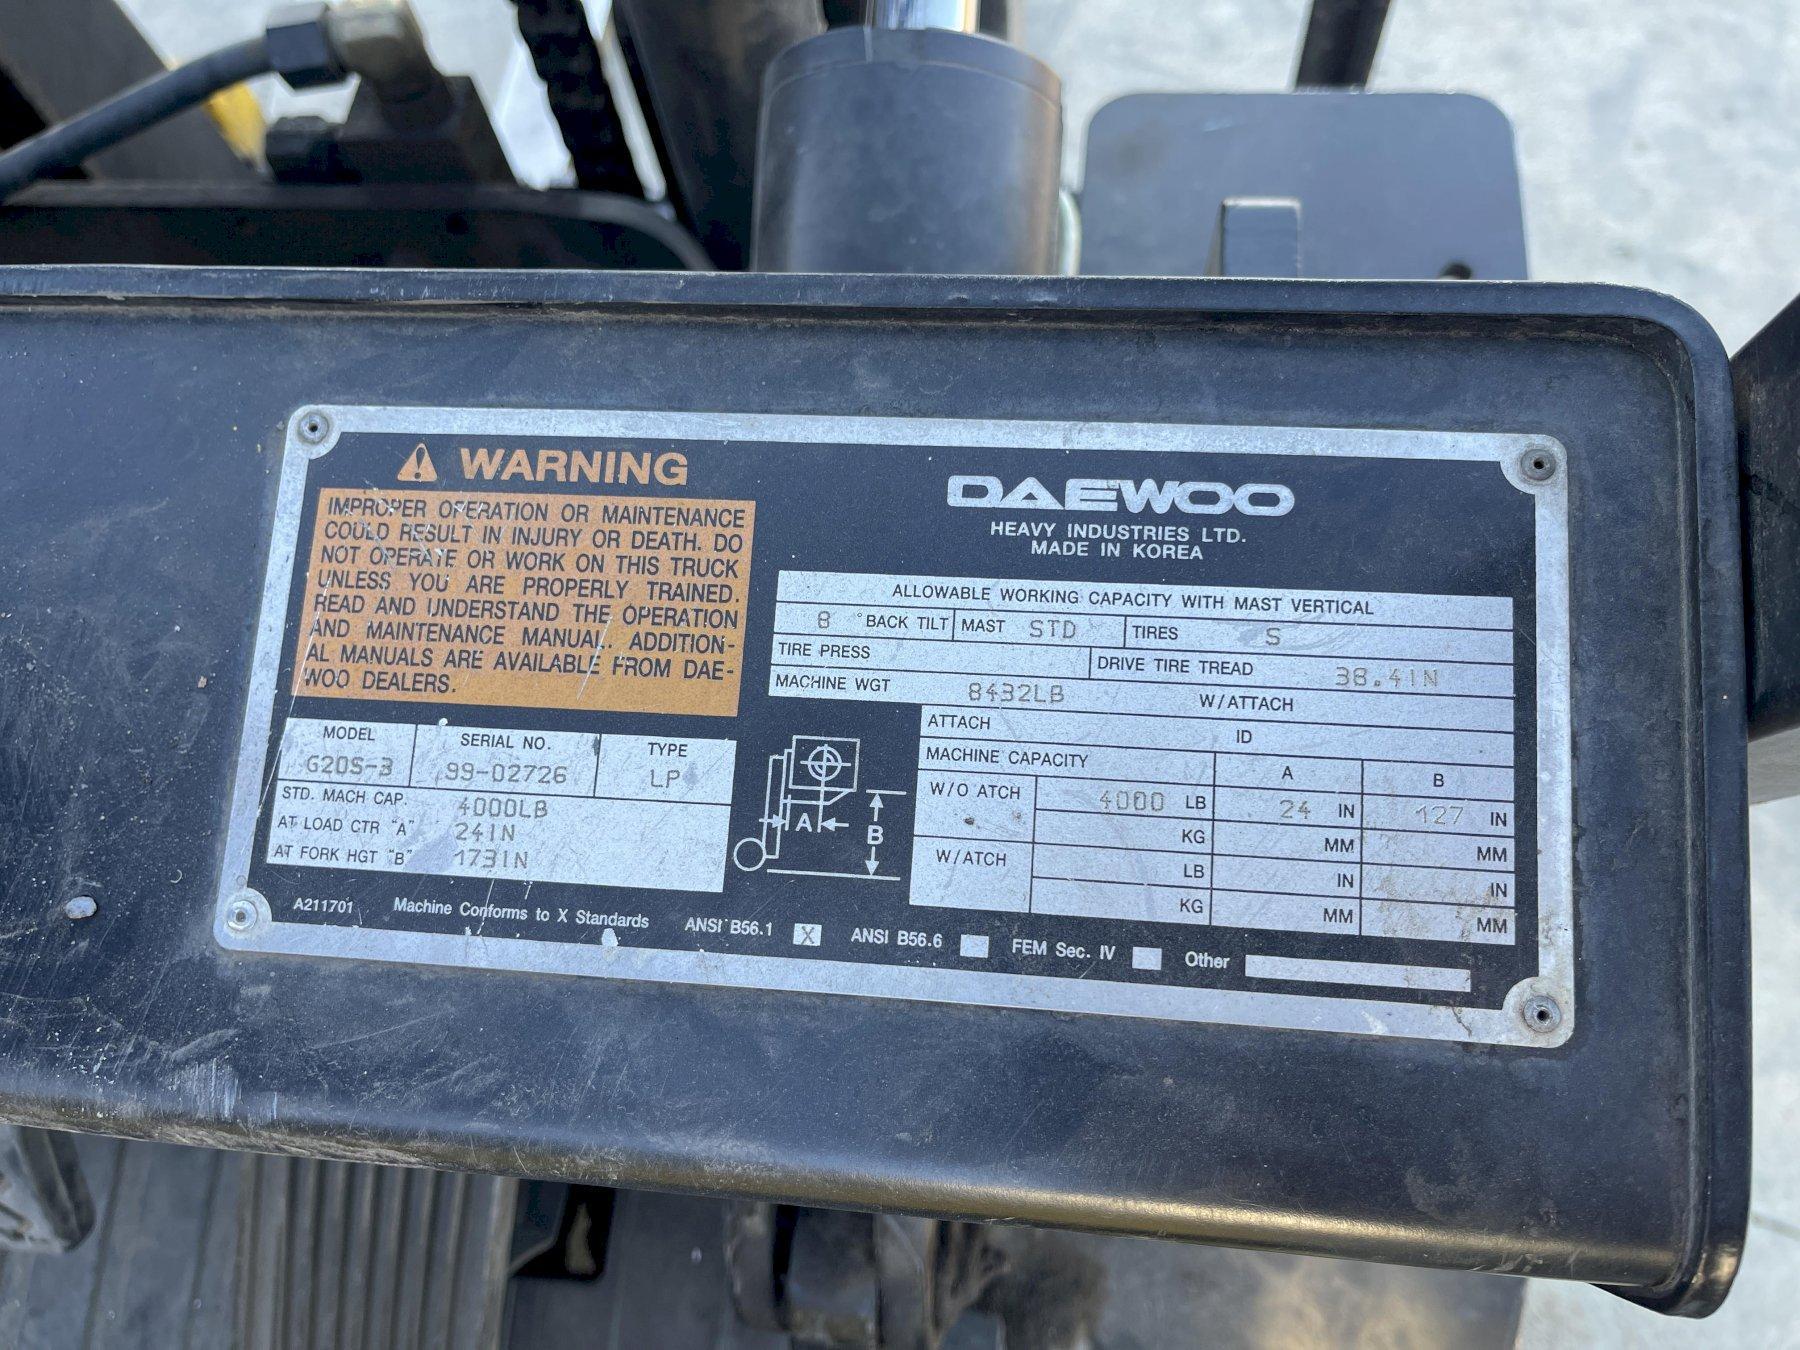 WARNING
IMPROPER OPERATION OR MAINTENANCE
COULD RESULT IN INJURY OR DEATH. DO
NOT OPERATE OR WORK ON THIS TRUCK
UNLESS YOU ARE PROPERLY TRAINED.
READ AND UNDERSTAND THE OPERATION
AND MAINTENANCE MANUAL. ADDITION-
AL MANUALS ARE AVAILABLE FROM DAE-
WOO DEALERS.
MODEL SERIAL NO. TYPE
G20S-3 99-02726 LP
STD. MACH CAP. 4000LB
AT LOAD CTR "A" 24IN
AT FORK HGT "B" 173IN
DAEWOO
HEAVY INDUSTRIES LTD.
MADE IN KOREA
ALLOWABLE WORKING CAPACITY WITH MAST VERTICAL
8 °BACK TILT MAST STD TIRES S
TIRE PRESS DRIVE TIRE TREAD 38.4IN
MACHINE WGT 8432LB W/ATTACH
ATTACH ID
MACHINE CAPACITY A B
W/O ATCH 4000 LB 24 IN 127 IN
KG MM MM
W/ATCH LB IN IN
KG MM MM
A B
A211701 Machine Conforms to X Standards ANSI B56.1 X ANSI B56.6 FEM Sec. IV Other